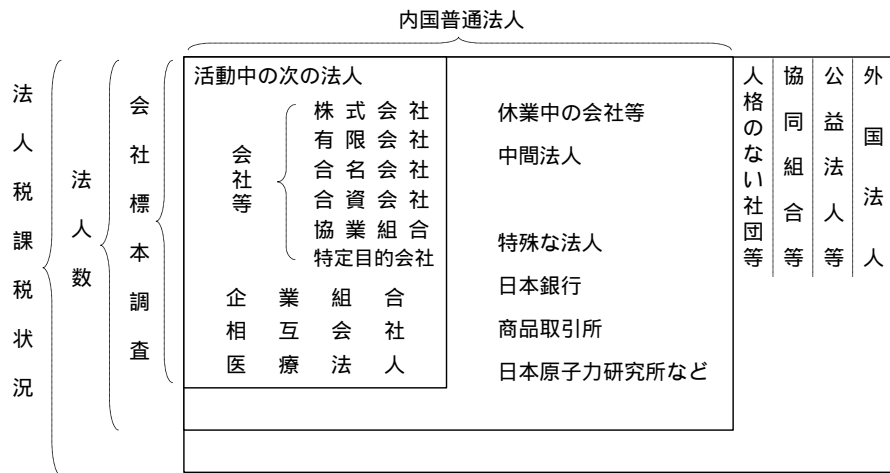 内国普通法人
法人税課税状況
法人数
会社標本調査
活動中の次の法人
会社等
株式会社
有限会社
合名会社
合資会社
協業組合
特定目的会社
企業組合
相互会社
医療法人
休業中の会社等
中間法人
特殊な法人
日本銀行
商品取引所
日本原子力研究所など
人格のない社団等
協同組合等
公益法人等
外国法人